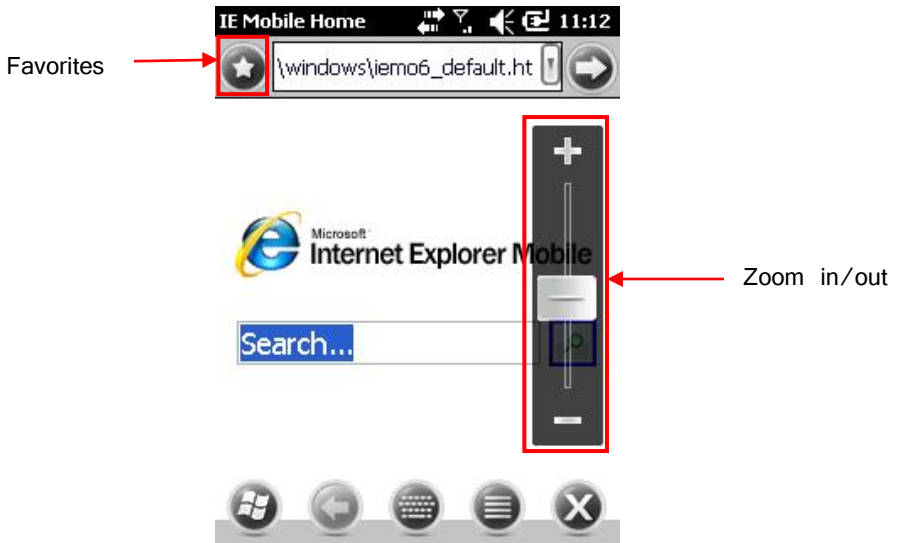 IE Mobile Home 11:12
Favorites
\windows\iemo6_default.ht
Microsoft
Internet Explorer Mobile
Zoom in/out
Search...